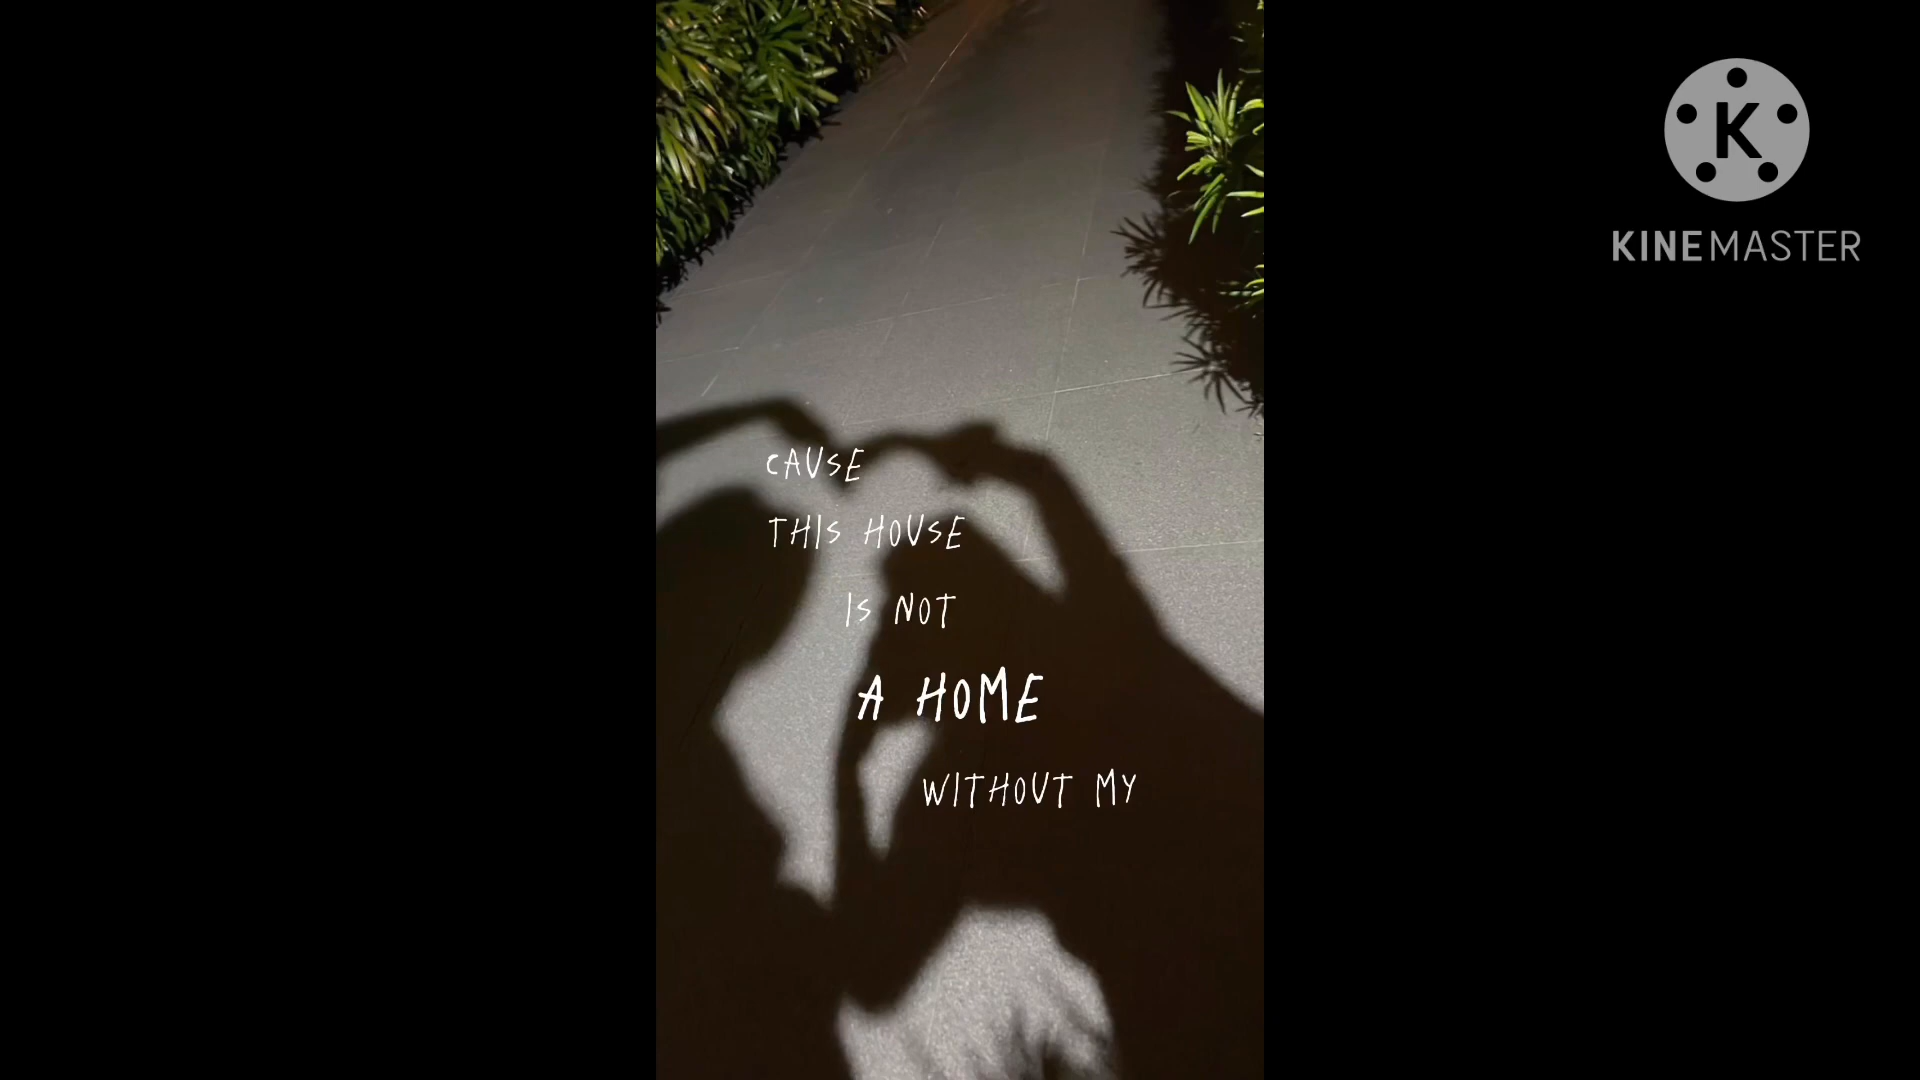 CAUSE
THIS HOUSE
IS NOT
A HOME
WITHOUT MY
K
KINEMASTER